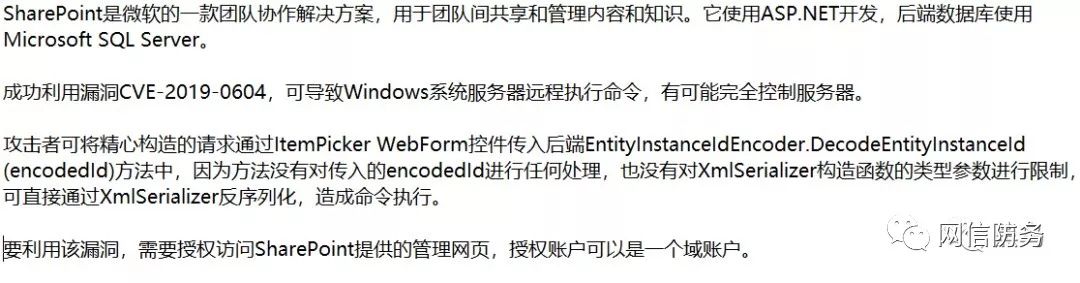 SharePoint是微软的一款团队协作解决方案，用于团队间共享和管理内容和知识。它使用ASP.NET开发，后端数据库使用
Microsoft SQL Server。
成功利用漏洞CVE-2019-0604，可导致Windows系统服务器远程执行命令，有可能完全控制服务器。
攻击者可将精心构造的请求通过ItemPicker WebForm控件传入后端EntityInstanceIdEncoder.DecodeEntityInstanceId
(encodedId)方法中，因为方法没有对传入的encodedId进行任何处理，也没有对XmlSerializer构造函数的类型参数进行限制，
可直接通过XmlSerializer反序列化，造成命令执行。
要利用该漏洞，需要授权访问SharePoint提供的管理网页，授权账户可以是一个域账户。
网信防务